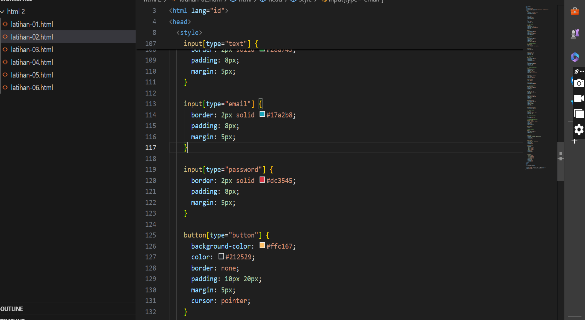 html 2
latihan-01.html
latihan-02.html
latihan-03.html
latihan-04.html
latihan-05.html
latihan-06.html
OUTLINE
3 <html lang="id">
4 <head>
8 <style>
107 input[type="text"] {
border: 2px solid
109 padding: 8px;
110 margin: 5px;
111 }
112
113 input[type="email"] {
114 border: 2px solid #17a2b8;
115 padding: 8px;
116 margin: 5px;
117 }
118
119 input[type="password"] {
120 border: 2px solid #dc3545;
121 padding: 8px;
122 margin: 5px;
123 }
124
125 button[type="button"] {
126 background-color: #ffc107;
127 color: #212529;
128 border: none;
129 padding: 10px 20px;
130 margin: 5px;
131 cursor: pointer;
132 }